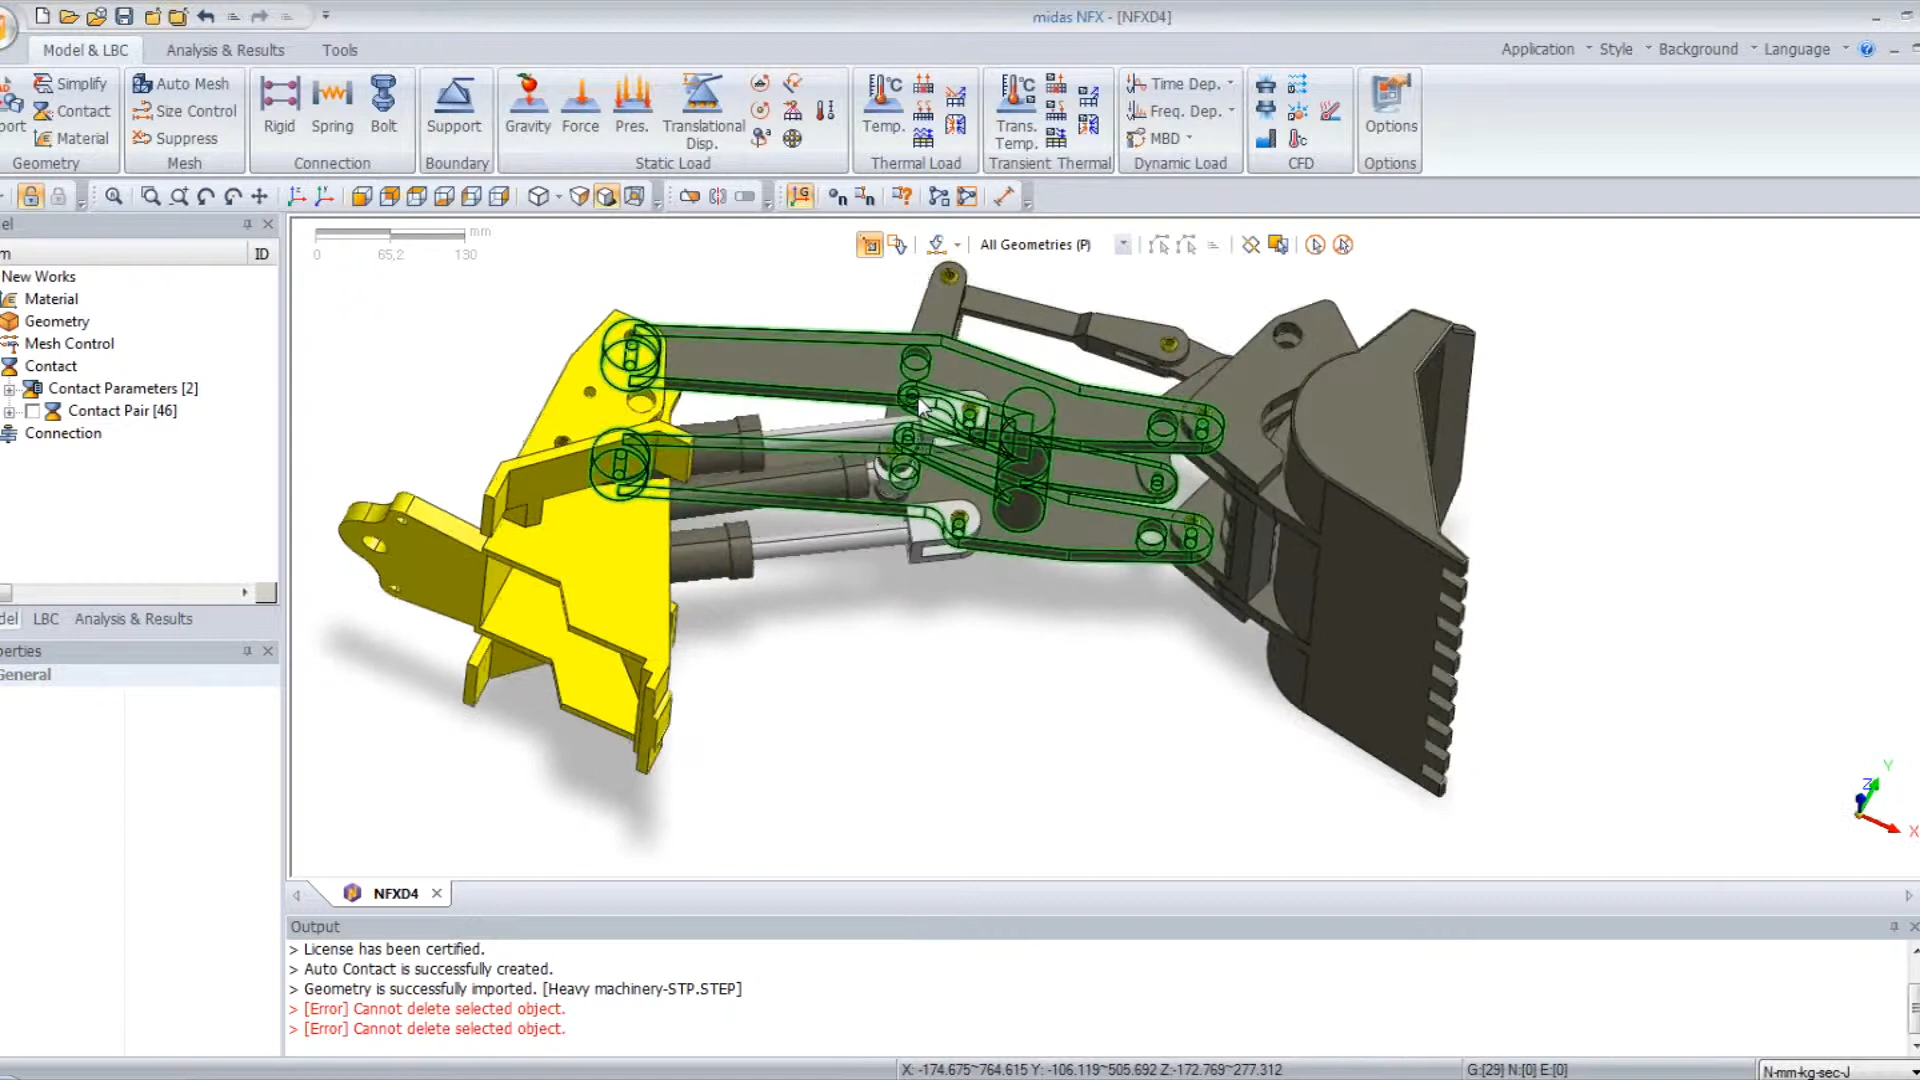 midas NFX - [NFXD4]
Model & LBC
Analysis & Results
Tools
Application
Style
Background
Language
Simplify
Contact
Material
Geometry
Auto Mesh
Size Control
Suppress
Mesh
Rigid
Spring
Bolt
Connection
Support
Boundary
Gravity
Force
Pres.
Translational
Disp.
Static Load
Temp.
Thermal Load
Trans.
Temp.
Transient Thermal
Time Dep.
Freq. Dep.
MBD
Dynamic Load
CFD
Options
Options
ID
New Works
Material
Geometry
Mesh Control
Contact
Contact Parameters [2]
Contact Pair [46]
Connection
del
LBC
Analysis & Results
perties
General
mm
0
65,2
130
All Geometries (P)
Y
Z
X
NFXD4
Output
> License has been certified.
> Auto Contact is successfully created.
> Geometry is successfully imported. [Heavy machinery-STP.STEP]
> [Error] Cannot delete selected object.
> [Error] Cannot delete selected object.
X: -174.675~764.615 Y: -106.119~505.692 Z:-172.769~277.312
G:[29] N:[0] E:[0]
N-mm-kg-sec-J